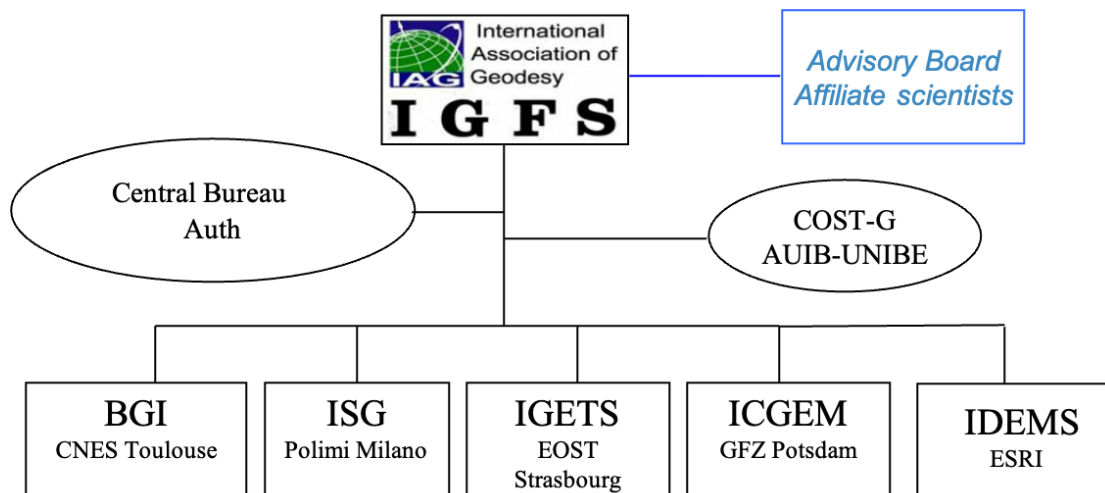 International
Association of
Geodesy
IAG
I G F S
Advisory Board
Affiliate scientists
Central Bureau
Auth
COST-G
AUIB-UNIBE
BGI
CNES Toulouse
ISG
Polimi Milano
IGETS
EOST
Strasbourg
ICGEM
GFZ Potsdam
IDEMS
ESRI